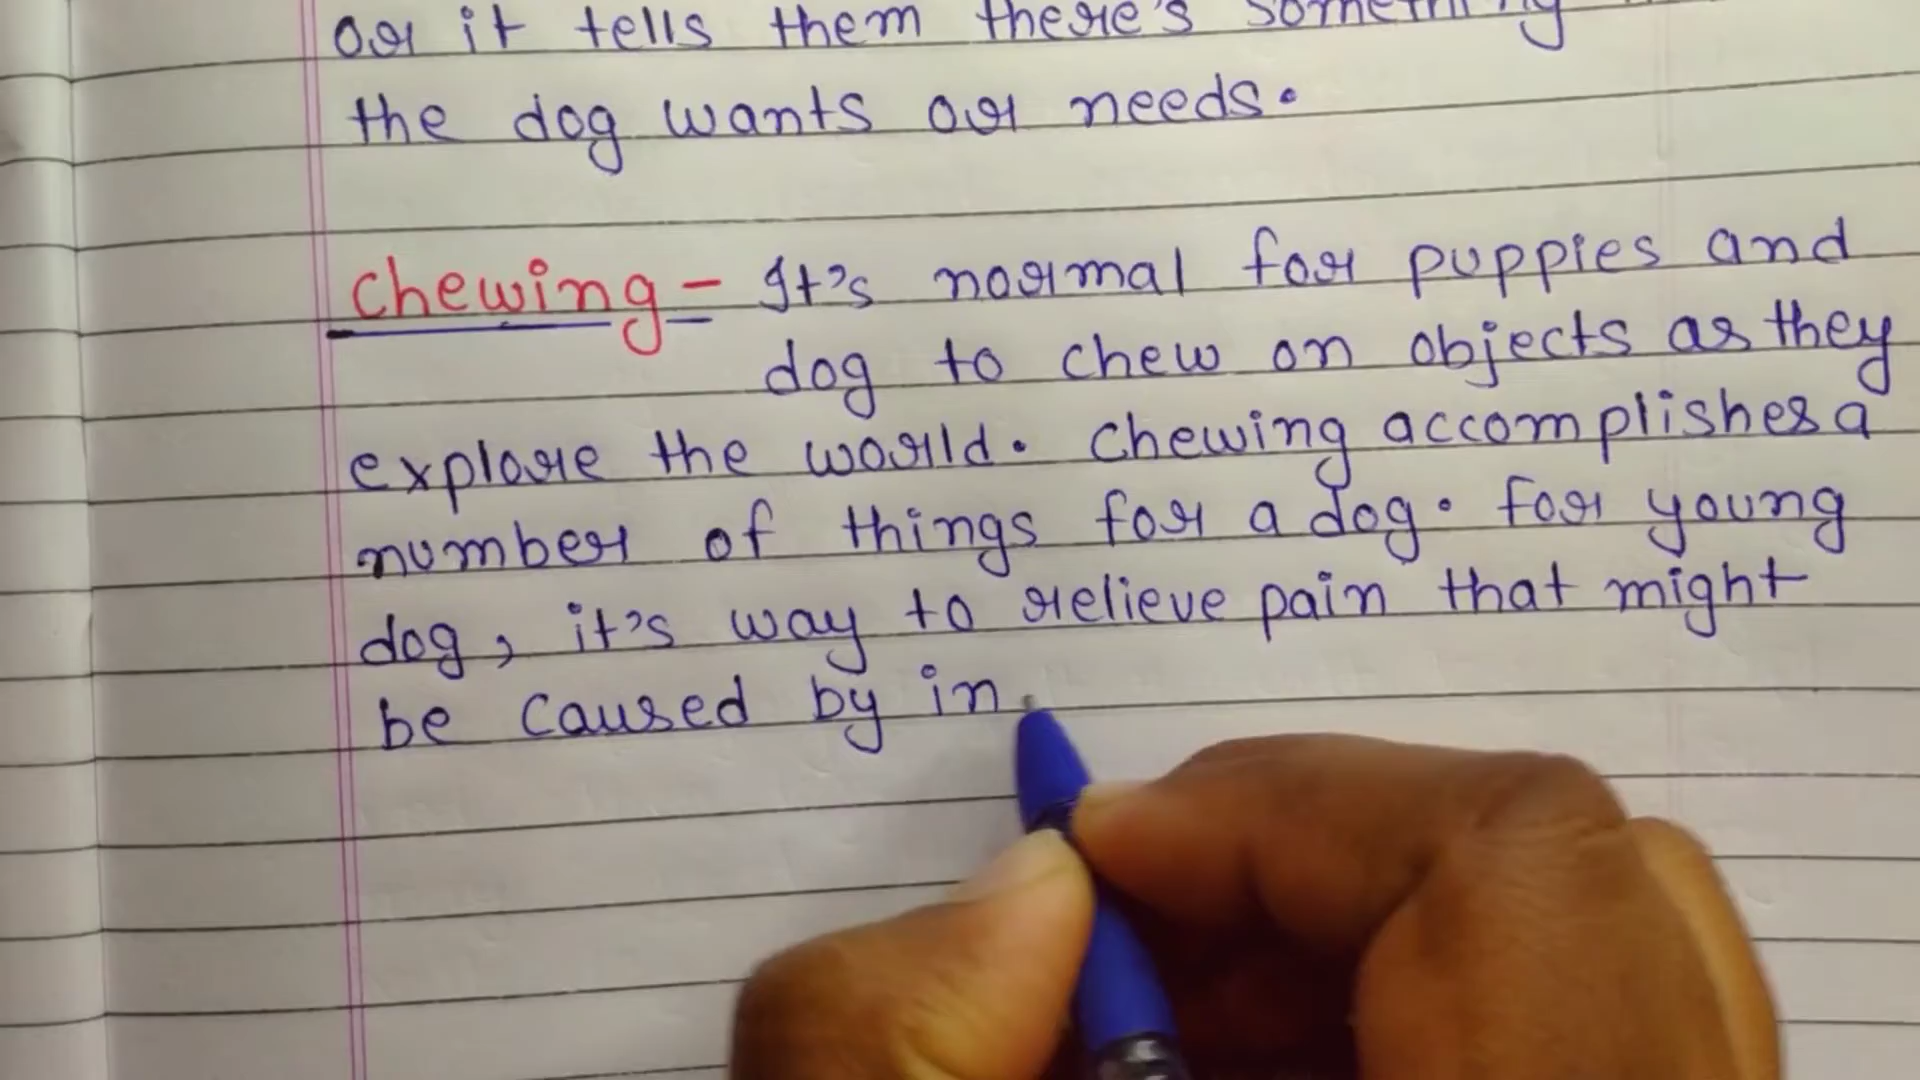 or it tells them there's something
the dog wants or needs.
chewing - It's normal for puppies and
dog to chew on objects as they
explore the world. Chewing accomplishes a
number of things for a dog. for young
dog, it's way to relieve pain that might
be caused by in